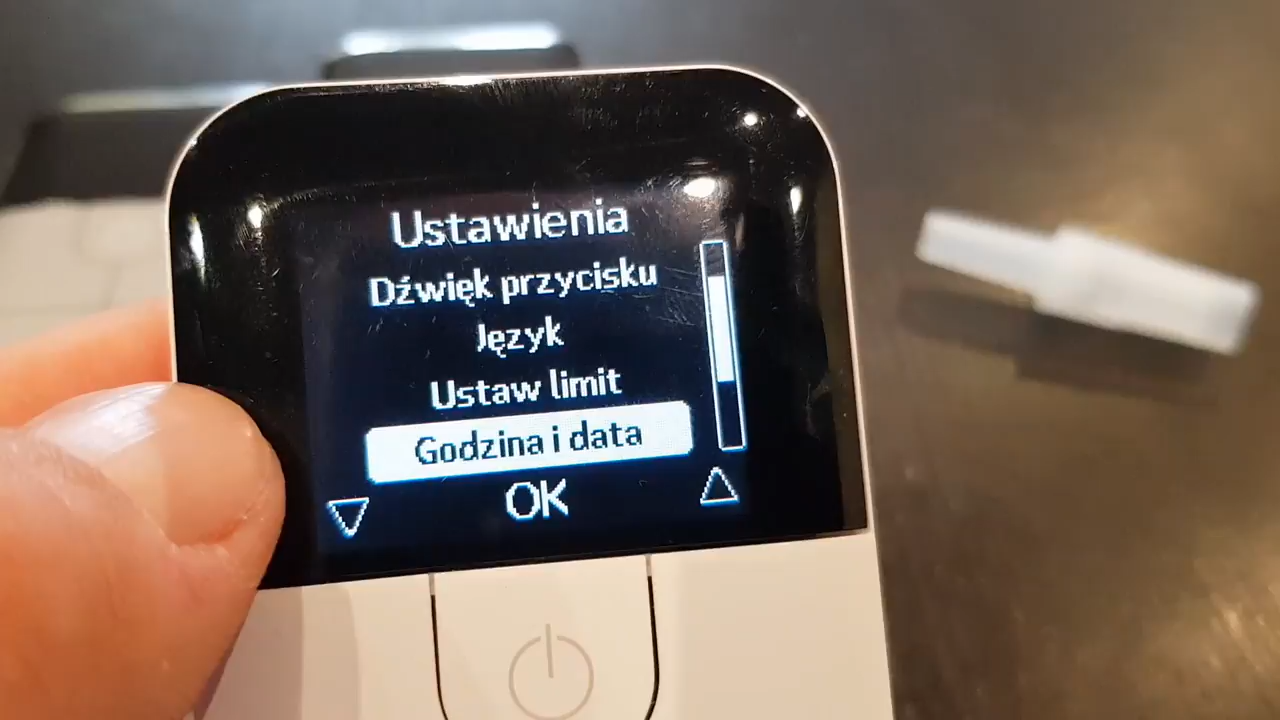 Ustawienia
Dźwięk przycisku
Język
Ustaw limit
Godzina i data
OK